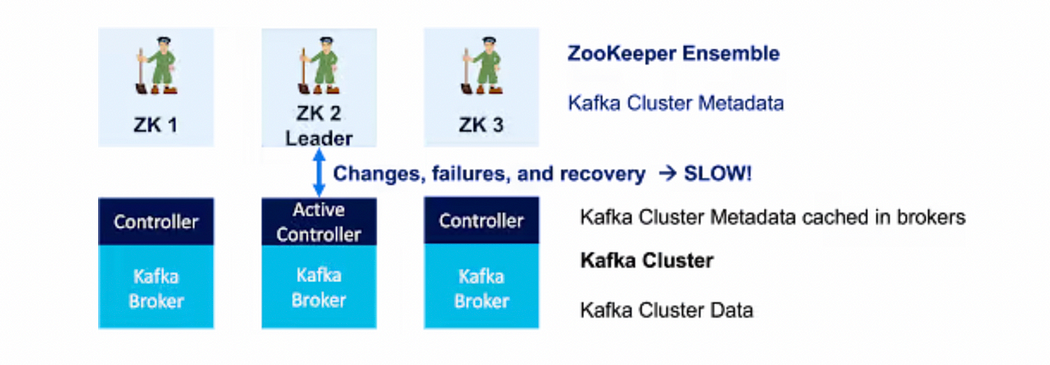 ZooKeeper Ensemble
Kafka Cluster Metadata
ZK 1
ZK 2
Leader
ZK 3
Changes, failures, and recovery → SLOW!
Controller
Active
Controller
Controller
Kafka Cluster Metadata cached in brokers
Kafka
Broker
Kafka
Broker
Kafka
Broker
Kafka Cluster
Kafka Cluster Data